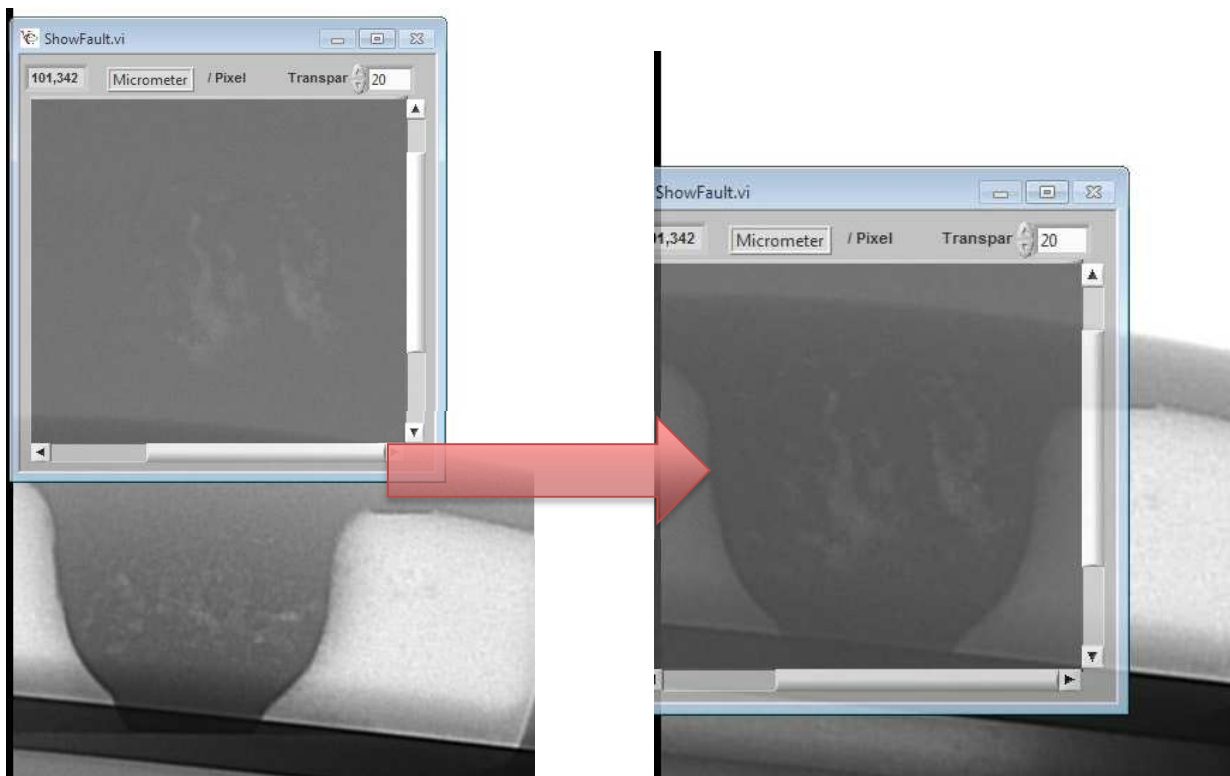 ShowFault.vi
101,342 Micrometer / Pixel Transpar 20
ShowFault.vi
1,342 Micrometer / Pixel Transpar 20